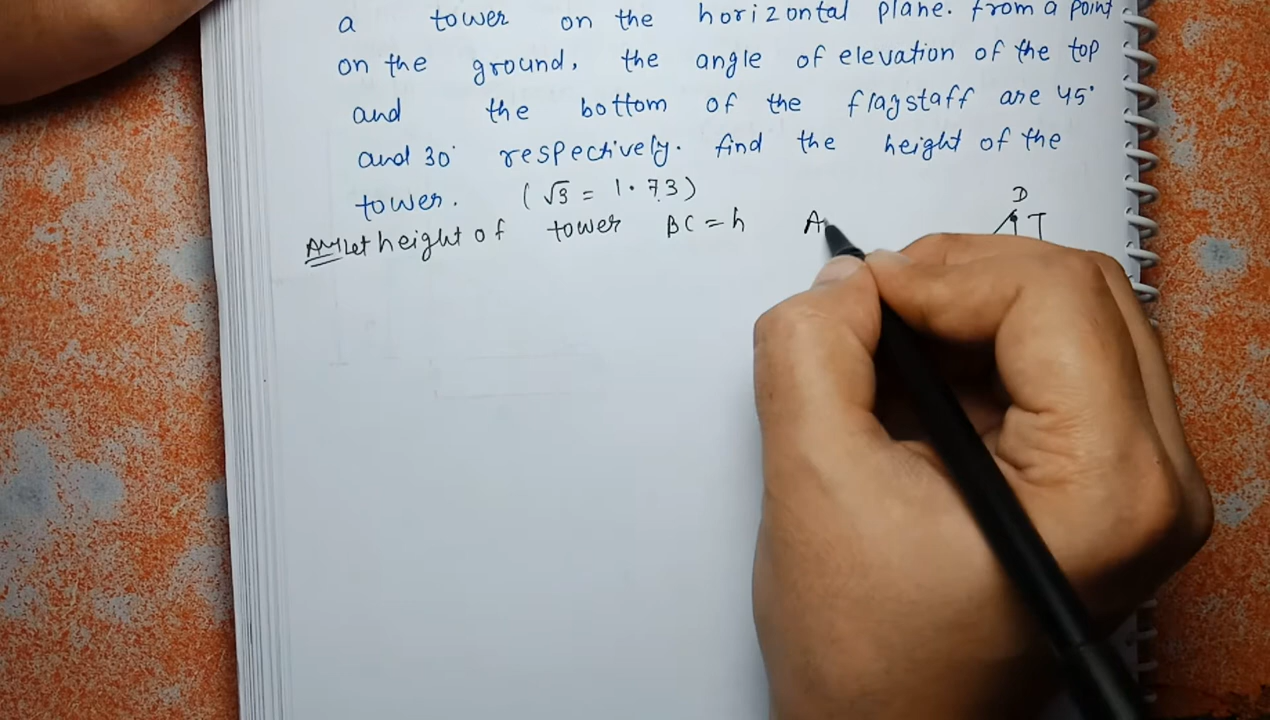 a tower on the horizontal plane. from a point
on the ground, the angle of elevation of the top
and the bottom of the flagstaff are 45°
and 30° respectively. find the height of the
tower. (√3 = 1.73)
Let height of tower BC = h A
D